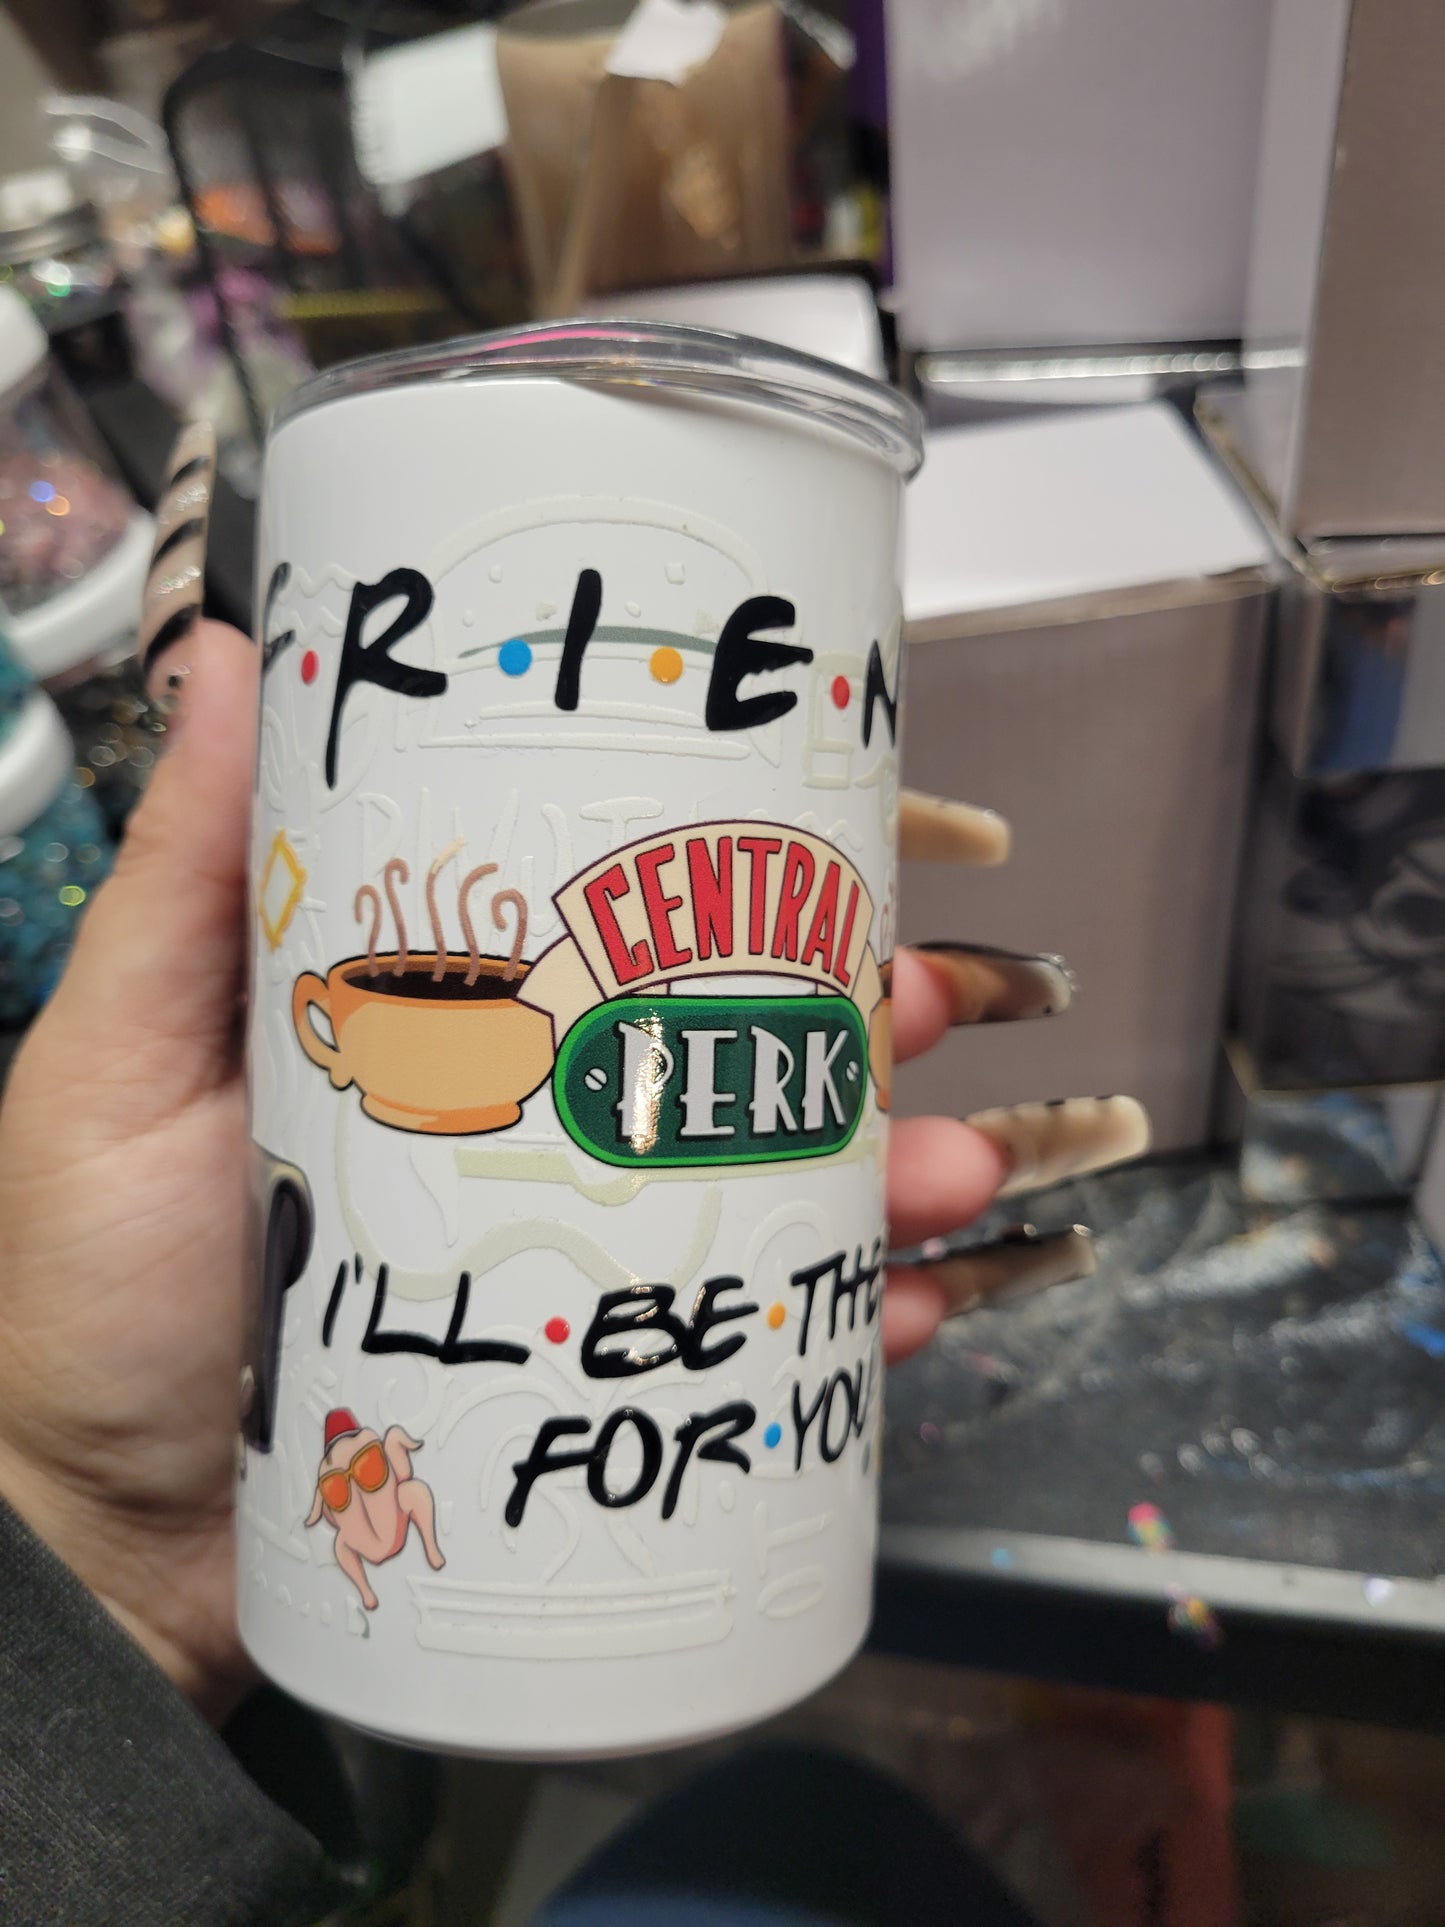 F•R•I•E•N
CENTRAL
PERK
I'LL•BE•THE
FOR•YOU